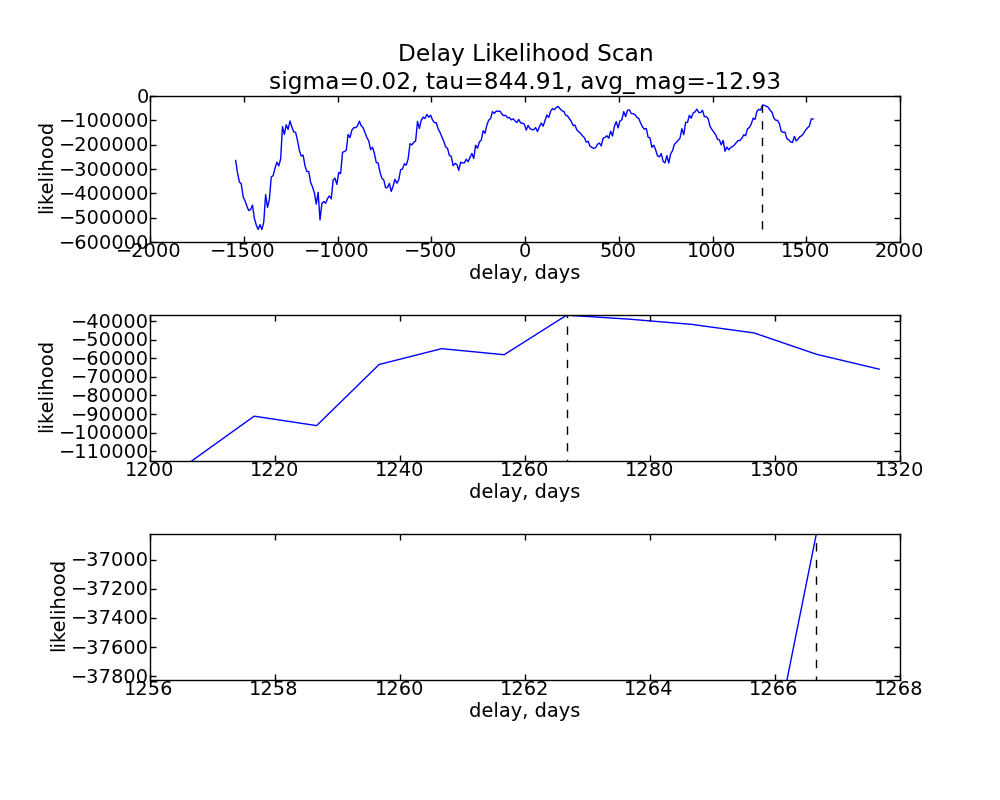 Delay Likelihood Scan
sigma=0.02, tau=844.91, avg_mag=-12.93
0
−100000
−200000
−300000
−400000
−500000
−600000
likelihood
−2000 −1500 −1000 −500 0 500 1000 1500 2000
delay, days
−40000
−50000
−60000
−70000
−80000
−90000
−100000
−110000
likelihood
1200 1220 1240 1260 1280 1300 1320
delay, days
−37000
−37200
−37400
−37600
−37800
likelihood
1256 1258 1260 1262 1264 1266 1268
delay, days